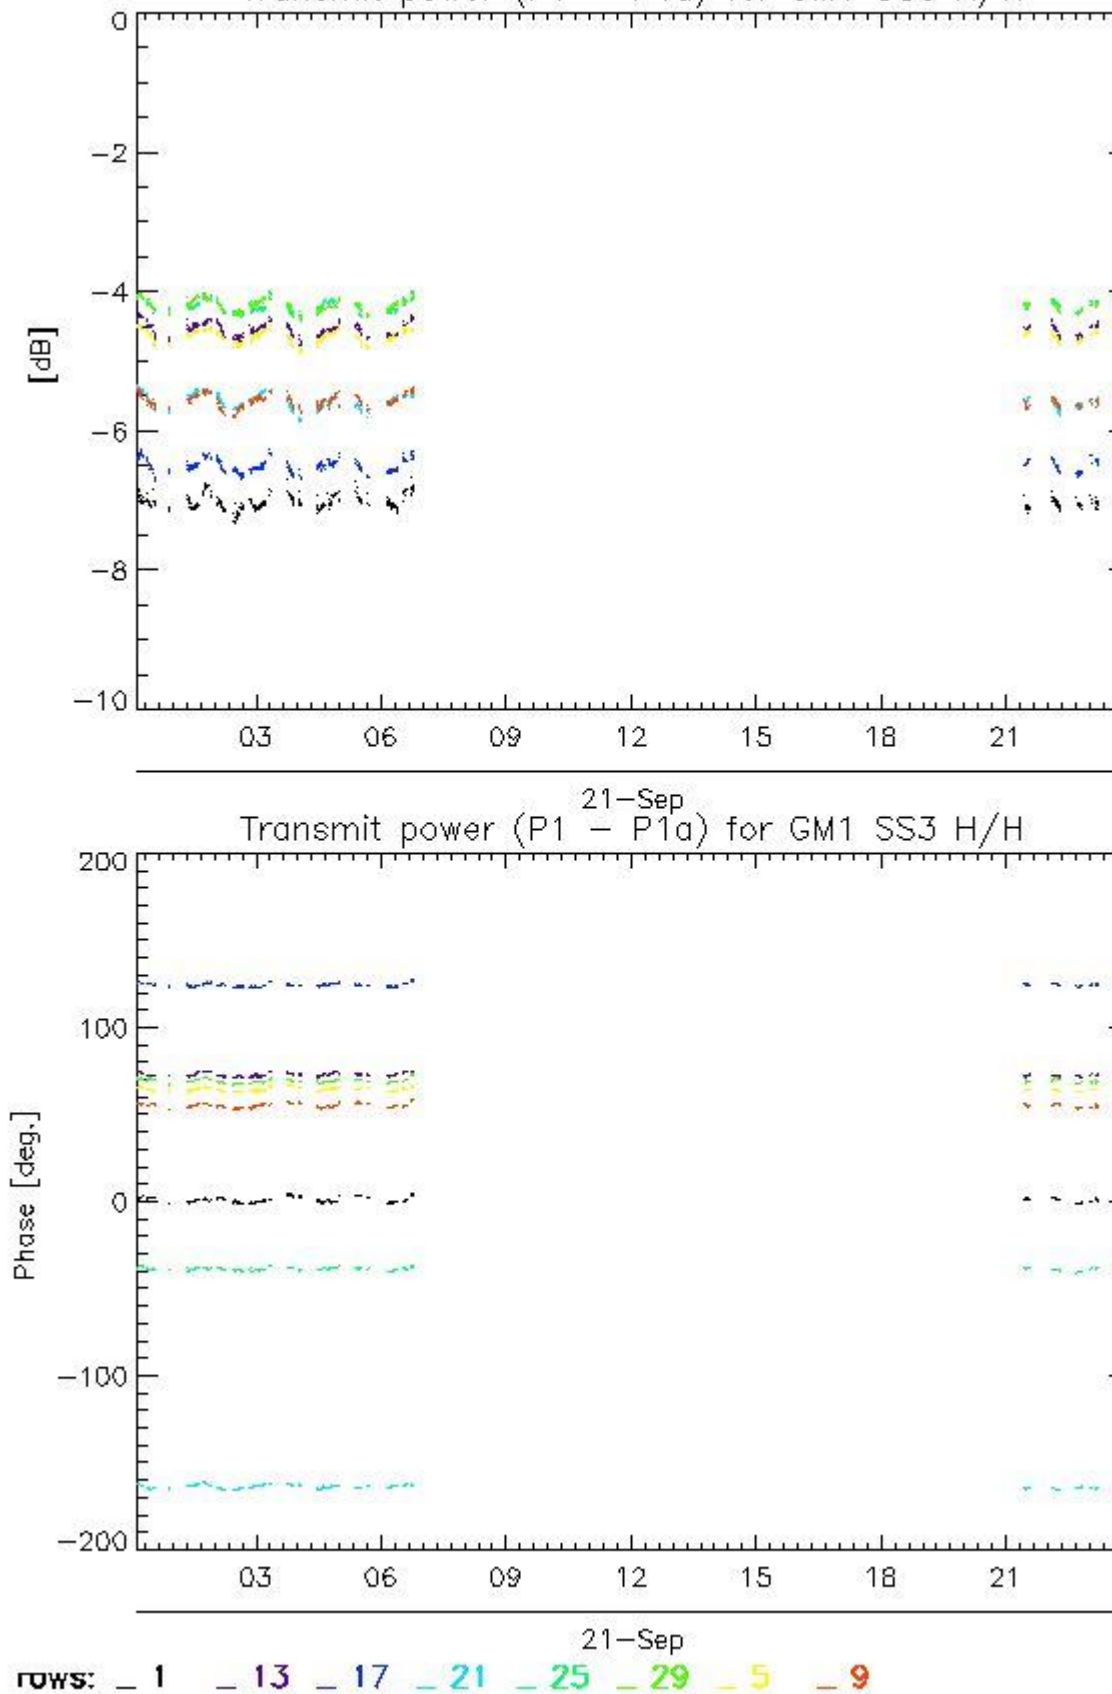 0
−2
−4
[dB]
−6
−8
−10
03 06 09 12 15 18 21
21−Sep
Transmit power (P1 − P1a) for GM1 SS3 H/H
200
100
Phase [deg.]
0
−100
−200
03 06 09 12 15 18 21
21−Sep
rows: _ 1 _ 13 _ 17 _ 21 _ 25 _ 29 _ 5 _ 9